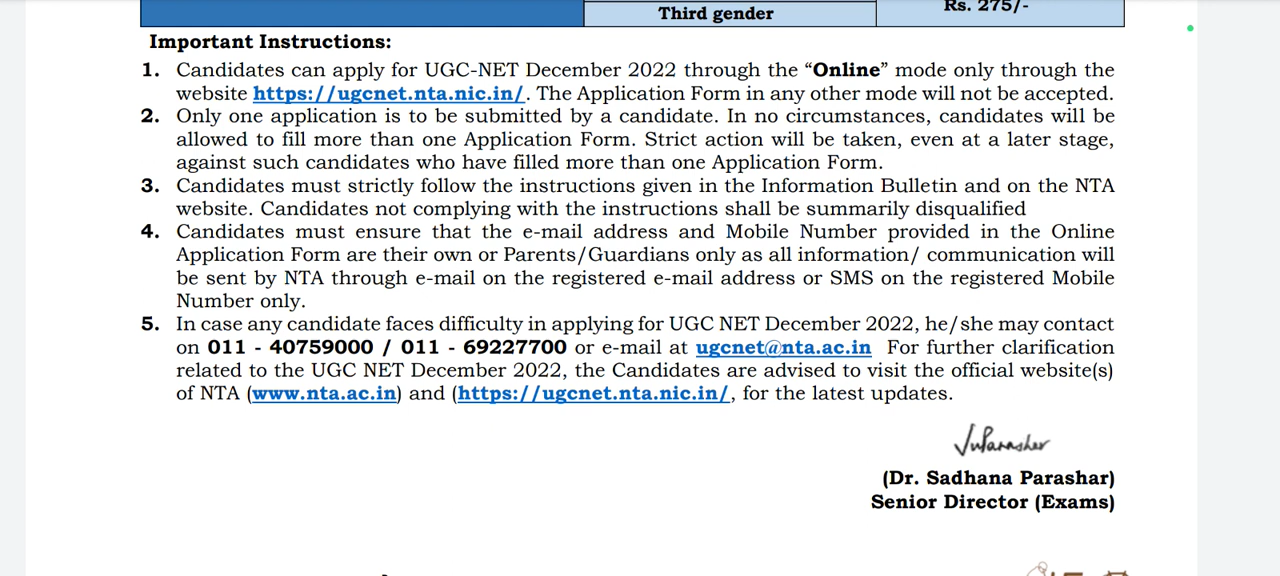 Third gender
Rs. 275/-
Important Instructions:
1. Candidates can apply for UGC-NET December 2022 through the “Online” mode only through the
website https://ugcnet.nta.nic.in/. The Application Form in any other mode will not be accepted.
2. Only one application is to be submitted by a candidate. In no circumstances, candidates will be
allowed to fill more than one Application Form. Strict action will be taken, even at a later stage,
against such candidates who have filled more than one Application Form.
3. Candidates must strictly follow the instructions given in the Information Bulletin and on the NTA
website. Candidates not complying with the instructions shall be summarily disqualified
4. Candidates must ensure that the e-mail address and Mobile Number provided in the Online
Application Form are their own or Parents/Guardians only as all information/ communication will
be sent by NTA through e-mail on the registered e-mail address or SMS on the registered Mobile
Number only.
5. In case any candidate faces difficulty in applying for UGC NET December 2022, he/she may contact
on 011 - 40759000 / 011 - 69227700 or e-mail at ugcnet@nta.ac.in For further clarification
related to the UGC NET December 2022, the Candidates are advised to visit the official website(s)
of NTA (www.nta.ac.in) and (https://ugcnet.nta.nic.in/, for the latest updates.
(Dr. Sadhana Parashar)
Senior Director (Exams)